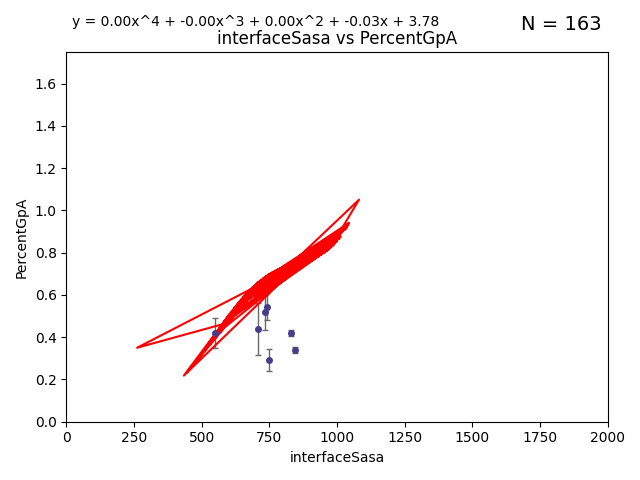 y = 0.00x^4 + -0.00x^3 + 0.00x^2 + -0.03x + 3.78
N = 163
interfaceSasa vs PercentGpA
PercentGpA
1.6
1.4
1.2
1.0
0.8
0.6
0.4
0.2
0.0
0 250 500 750 1000 1250 1500 1750 2000
interfaceSasa